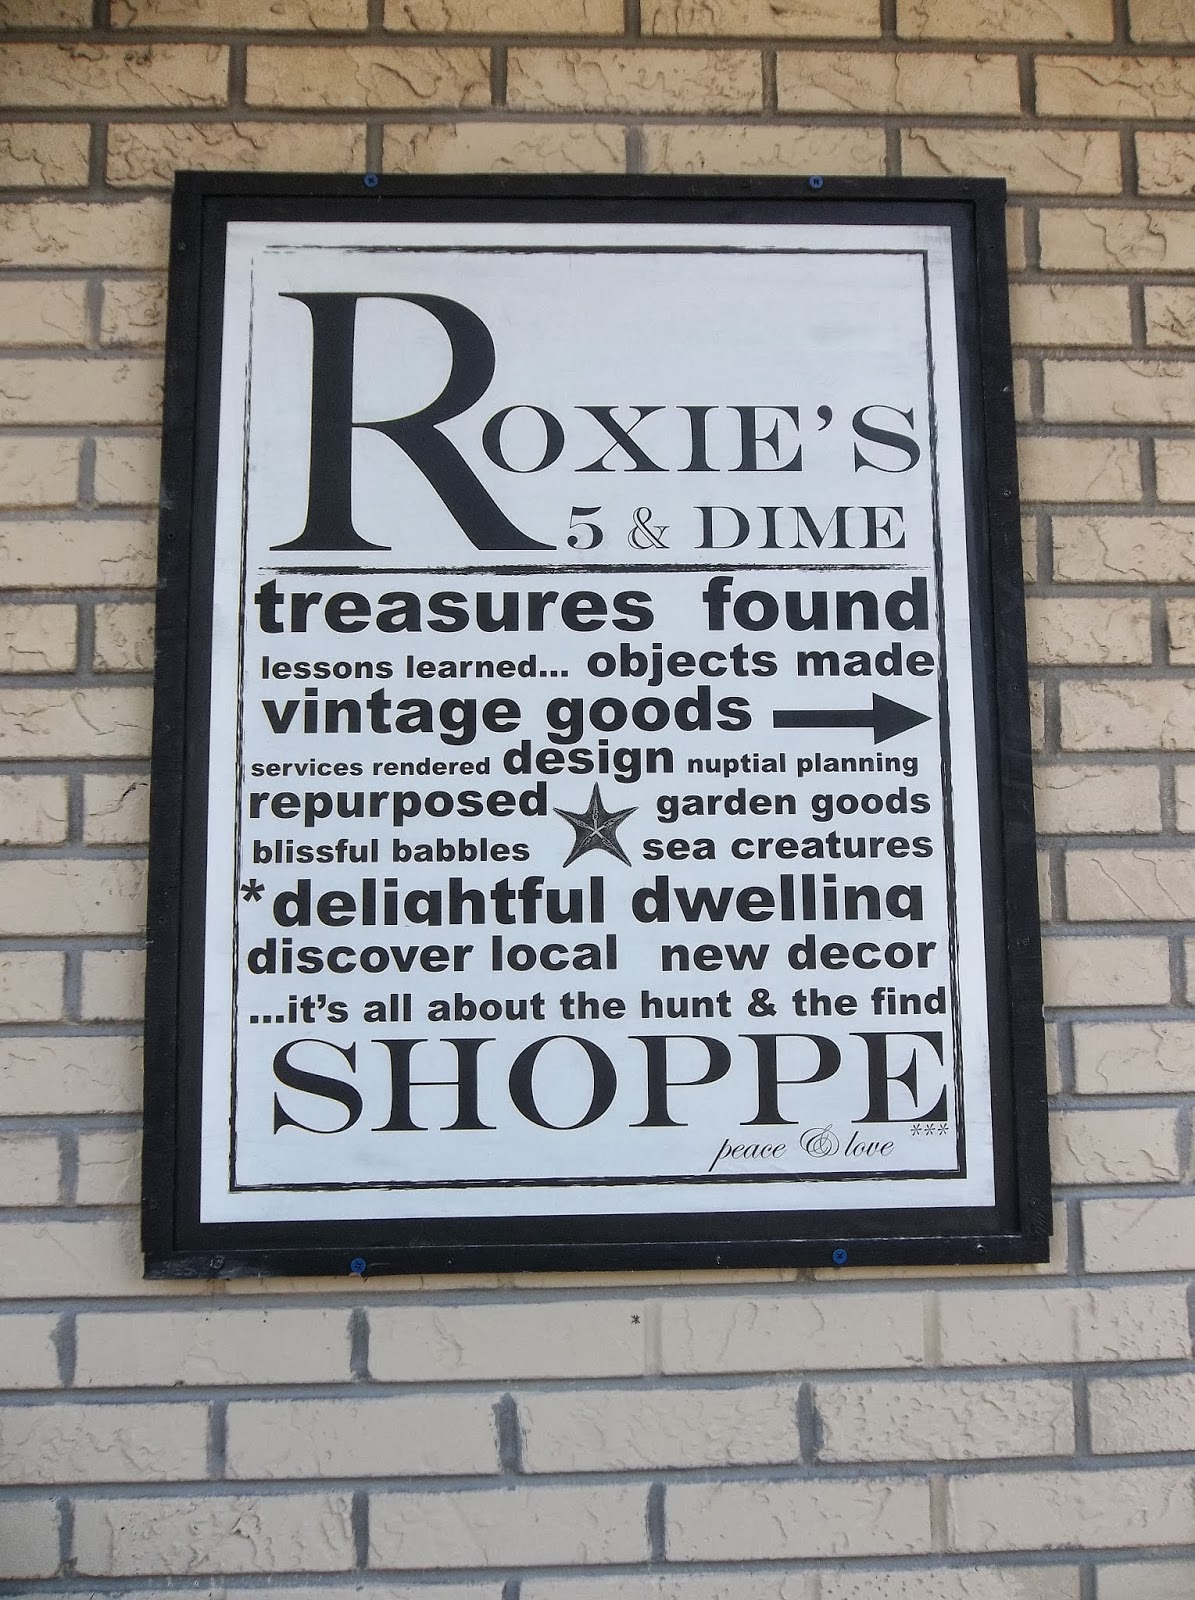 ROXIE'S
5 & DIME
treasures found
lessons learned... objects made
vintage goods
services rendered design nuptial planning
repurposed garden goods
blissful babbles sea creatures
*delightful dwelling
discover local new decor
...it's all about the hunt & the find
SHOPPE
peace & love ***